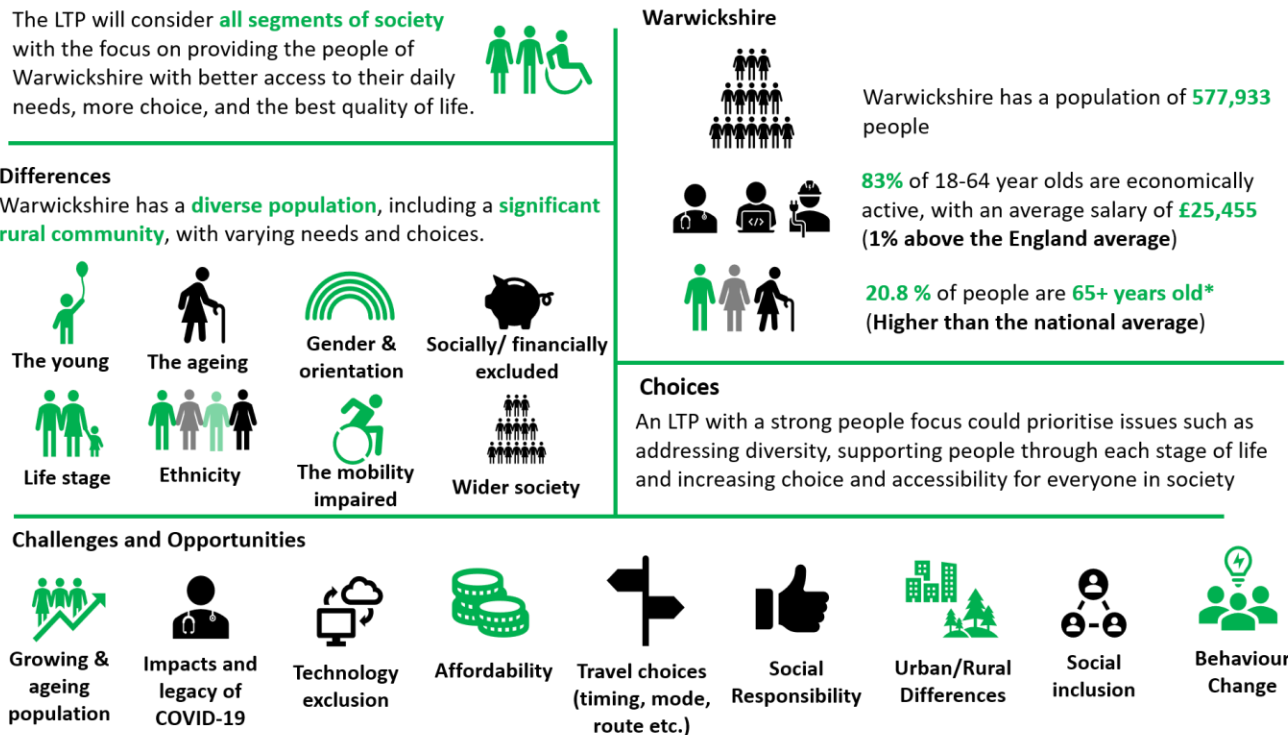 The LTP will consider all segments of society
with the focus on providing the people of
Warwickshire with better access to their daily
needs, more choice, and the best quality of life.
Differences
Warwickshire has a diverse population, including a significant
rural community, with varying needs and choices.
The young
The ageing
Gender &
orientation
Socially/ financially
excluded
Life stage
Ethnicity
The mobility
impaired
Wider society
Warwickshire
Warwickshire has a population of 577,933
people
83% of 18-64 year olds are economically
active, with an average salary of £25,455
(1% above the England average)
20.8 % of people are 65+ years old*
(Higher than the national average)
Choices
An LTP with a strong people focus could prioritise issues such as
addressing diversity, supporting people through each stage of life
and increasing choice and accessibility for everyone in society
Challenges and Opportunities
Growing &
ageing
population
Impacts and
legacy of
COVID-19
Technology
exclusion
Affordability
Travel choices
(timing, mode,
route etc.)
Social
Responsibility
Urban/Rural
Differences
Social
inclusion
Behaviour
Change